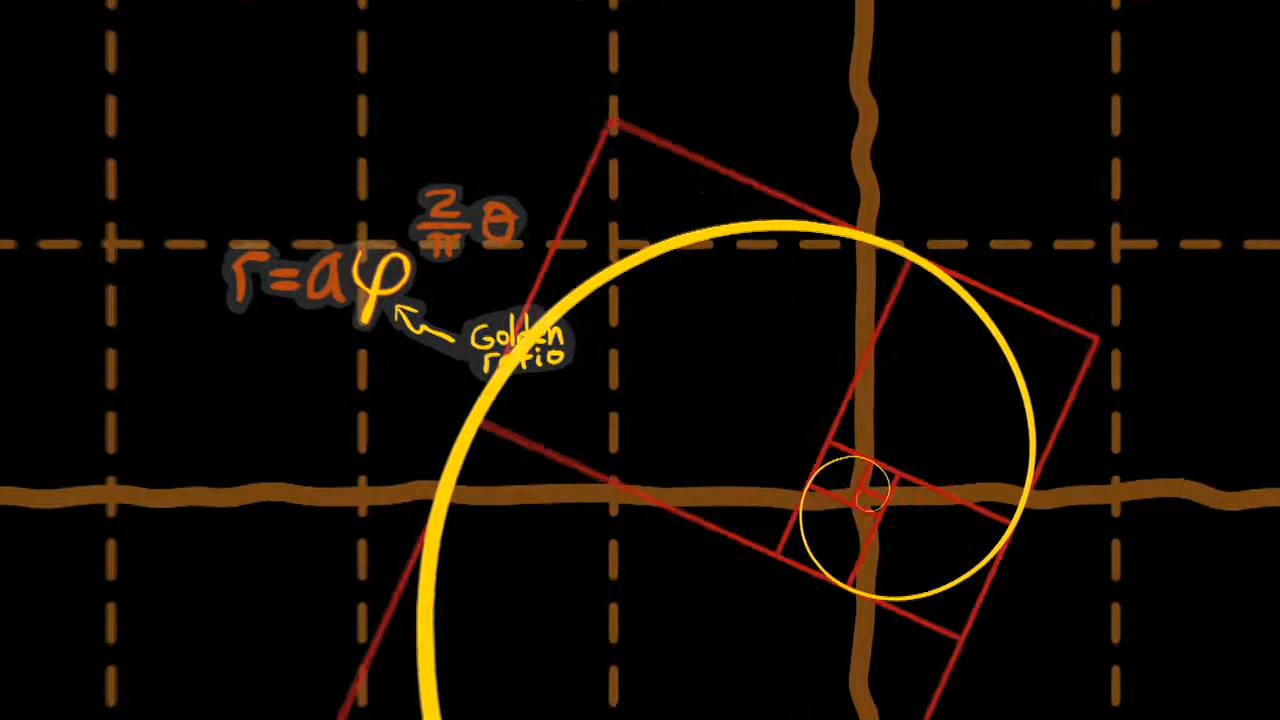 r=aφ^(2/π θ)
Golden
ratio